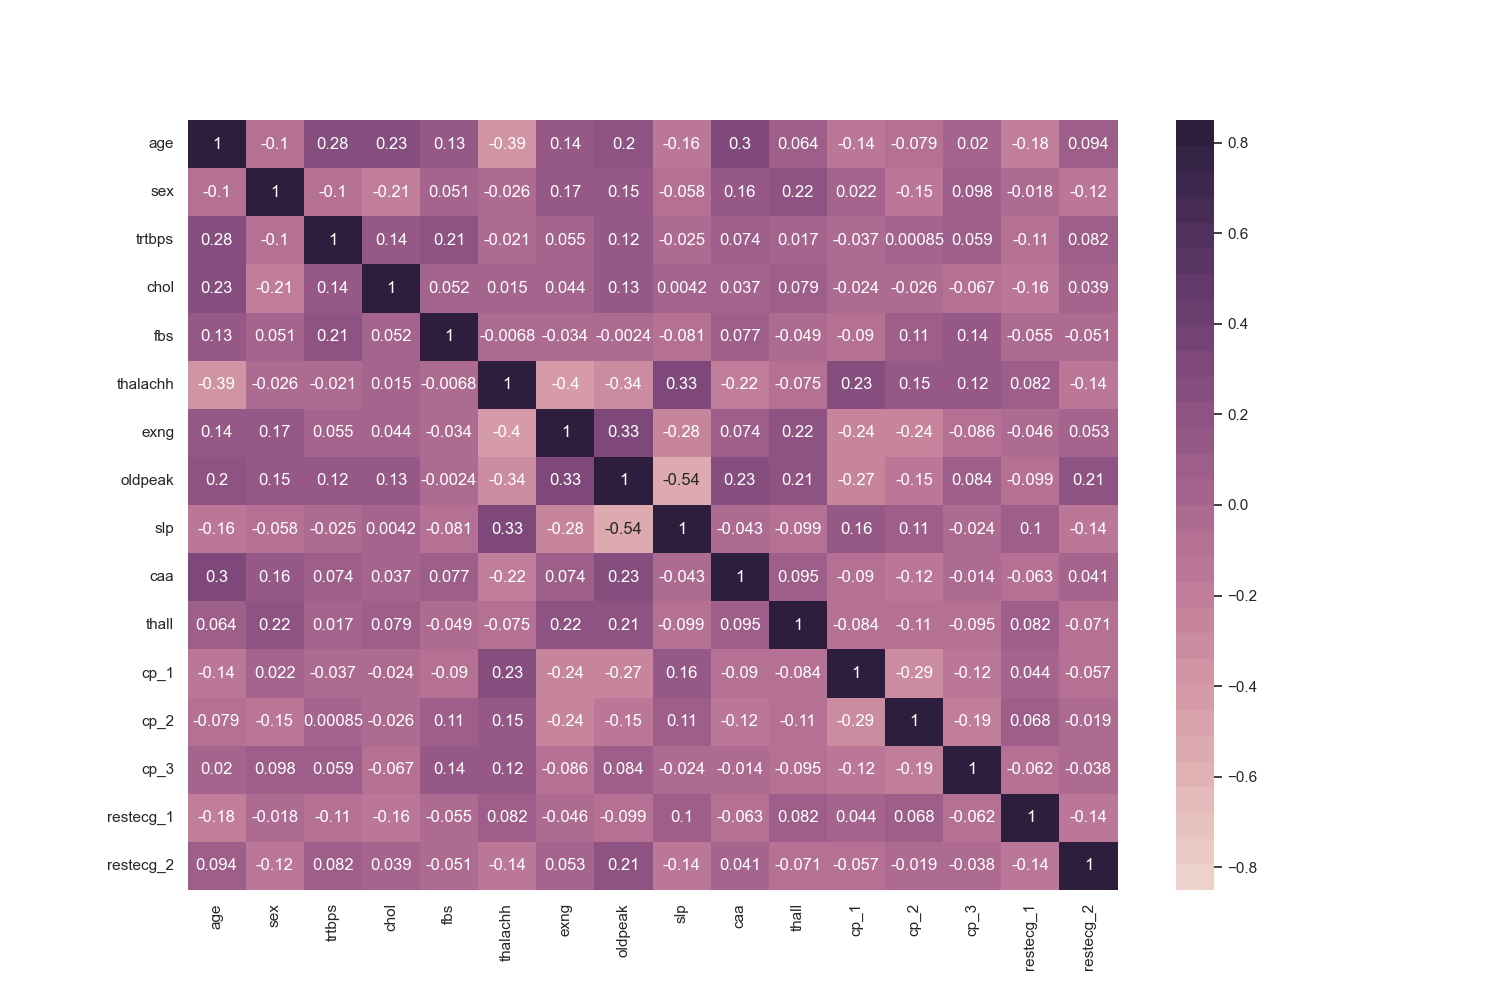 age 1 -0.1 0.28 0.23 0.13 -0.39 0.14 0.2 -0.16 0.3 0.064 -0.14 -0.079 0.02 -0.18 0.094 0.8
sex -0.1 1 -0.1 -0.21 0.051 -0.026 0.17 0.15 -0.058 0.16 0.22 0.022 -0.15 0.098 -0.018 -0.12
trtbps 0.28 -0.1 1 0.14 0.21 -0.021 0.055 0.12 -0.025 0.074 0.017 -0.037 0.00085 0.059 -0.11 0.082 0.6
chol 0.23 -0.21 0.14 1 0.052 0.015 0.044 0.13 0.0042 0.037 0.079 -0.024 -0.026 -0.067 -0.16 0.039
fbs 0.13 0.051 0.21 0.052 1 -0.0068 -0.034 -0.0024 -0.081 0.077 -0.049 -0.09 0.11 0.14 -0.055 -0.051 0.4
thalachh -0.39 -0.026 -0.021 0.015 -0.0068 1 -0.4 -0.34 0.33 -0.22 -0.075 0.23 0.15 0.12 0.082 -0.14
exng 0.14 0.17 0.055 0.044 -0.034 -0.4 1 0.33 -0.28 0.074 0.22 -0.24 -0.24 -0.086 -0.046 0.053 0.2
oldpeak 0.2 0.15 0.12 0.13 -0.0024 -0.34 0.33 1 -0.54 0.23 0.21 -0.27 -0.15 0.084 -0.099 0.21 0.0
slp -0.16 -0.058 -0.025 0.0042 -0.081 0.33 -0.28 -0.54 1 -0.043 -0.099 0.16 0.11 -0.024 0.1 -0.14
caa 0.3 0.16 0.074 0.037 0.077 -0.22 0.074 0.23 -0.043 1 0.095 -0.09 -0.12 -0.014 -0.063 0.041 −0.2
thall 0.064 0.22 0.017 0.079 -0.049 -0.075 0.22 0.21 -0.099 0.095 1 -0.084 -0.11 -0.095 0.082 -0.071
cp_1 -0.14 0.022 -0.037 -0.024 -0.09 0.23 -0.24 -0.27 0.16 -0.09 -0.084 1 -0.29 -0.12 0.044 -0.057 −0.4
cp_2 -0.079 -0.15 0.00085 -0.026 0.11 0.15 -0.24 -0.15 0.11 -0.12 -0.11 -0.29 1 -0.19 0.068 -0.019
cp_3 0.02 0.098 0.059 -0.067 0.14 0.12 -0.086 0.084 -0.024 -0.014 -0.095 -0.12 -0.19 1 -0.062 -0.038 −0.6
restecg_1 -0.18 -0.018 -0.11 -0.16 -0.055 0.082 -0.046 -0.099 0.1 -0.063 0.082 0.044 0.068 -0.062 1 -0.14
restecg_2 0.094 -0.12 0.082 0.039 -0.051 -0.14 0.053 0.21 -0.14 0.041 -0.071 -0.057 -0.019 -0.038 -0.14 1 −0.8
age sex trtbps chol fbs thalachh exng oldpeak slp caa thall cp_1 cp_2 cp_3 restecg_1 restecg_2